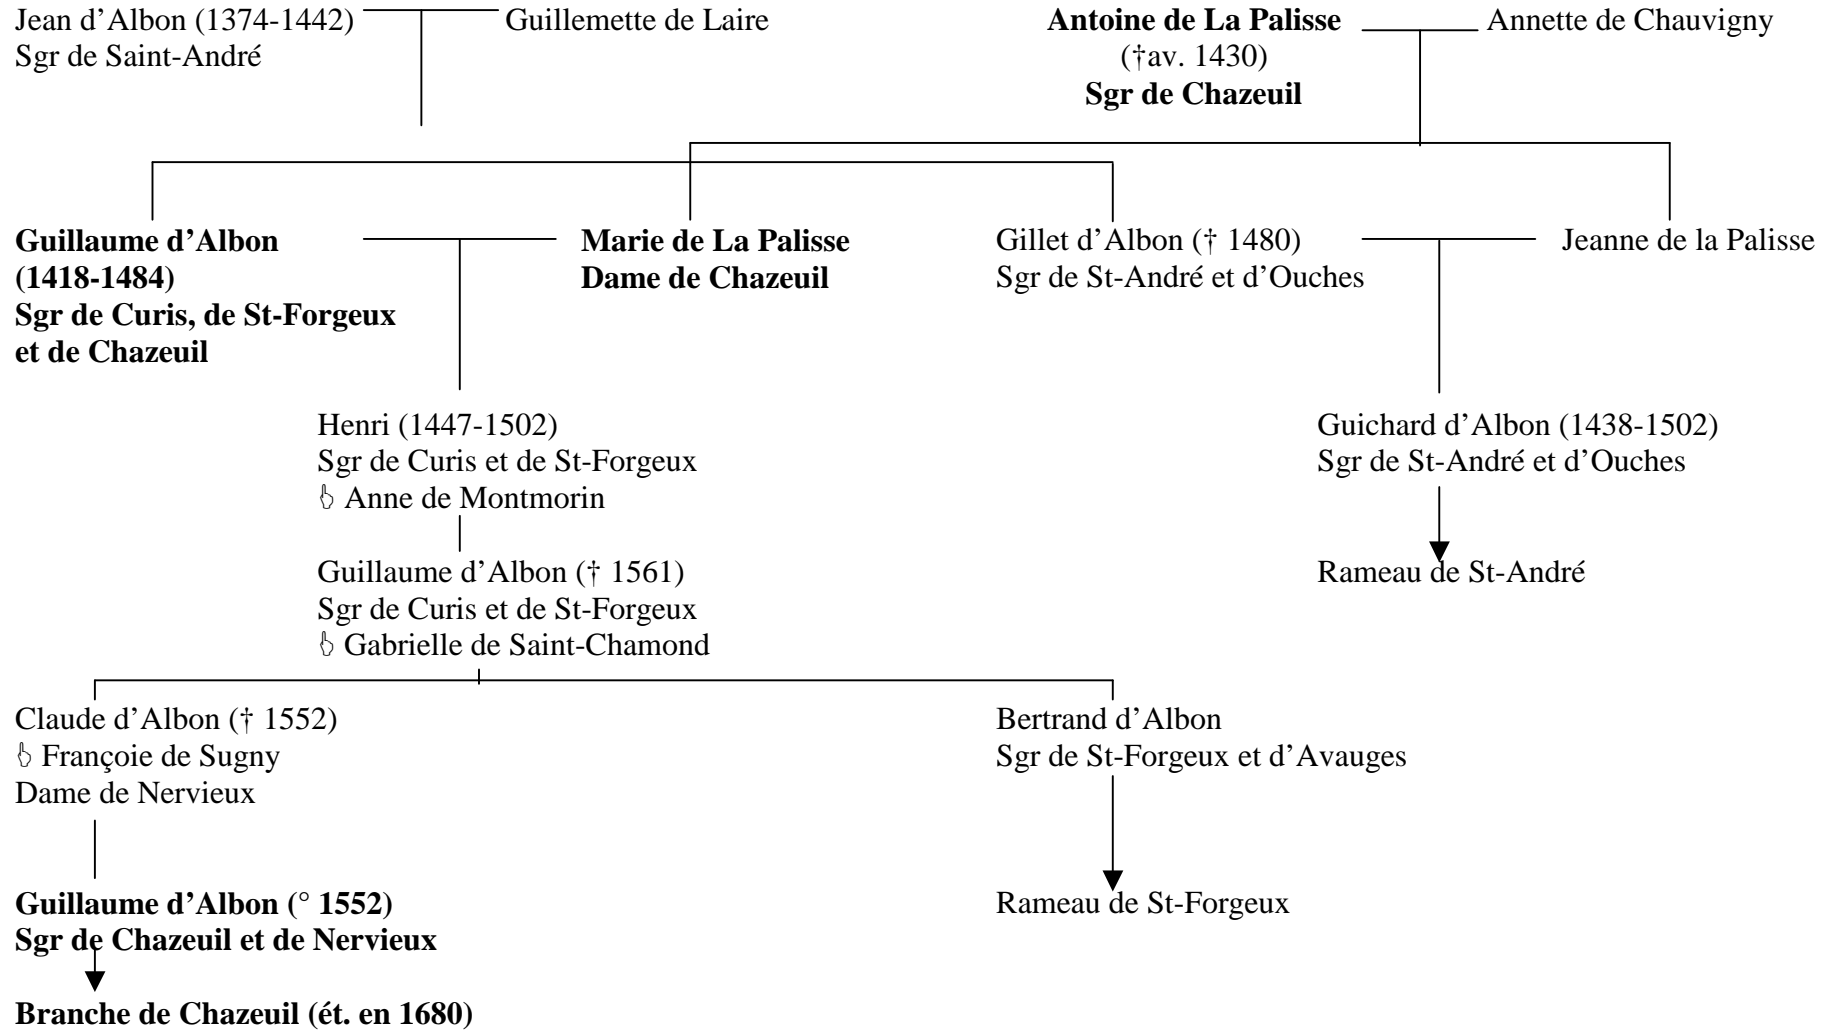 Jean d’Albon (1374-1442)
Sgr de Saint-André
Guillemette de Laire
Antoine de La Palisse
(†av. 1430)
Sgr de Chazeuil
Annette de Chauvigny
Guillaume d’Albon
(1418-1484)
Sgr de Curis, de St-Forgeux
et de Chazeuil
Marie de La Palisse
Dame de Chazeuil
Gillet d’Albon († 1480)
Sgr de St-André et d’Ouches
Jeanne de la Palisse
Henri (1447-1502)
Sgr de Curis et de St-Forgeux
👆 Anne de Montmorin
Guichard d’Albon (1438-1502)
Sgr de St-André et d’Ouches
Guillaume d’Albon († 1561)
Sgr de Curis et de St-Forgeux
👆 Gabrielle de Saint-Chamond
Rameau de St-André
Claude d’Albon († 1552)
👆 Françoie de Sugny
Dame de Nervieux
Bertrand d’Albon
Sgr de St-Forgeux et d’Avauges
Guillaume d’Albon (° 1552)
Sgr de Chazeuil et de Nervieux
Rameau de St-Forgeux
Branche de Chazeuil (ét. en 1680)